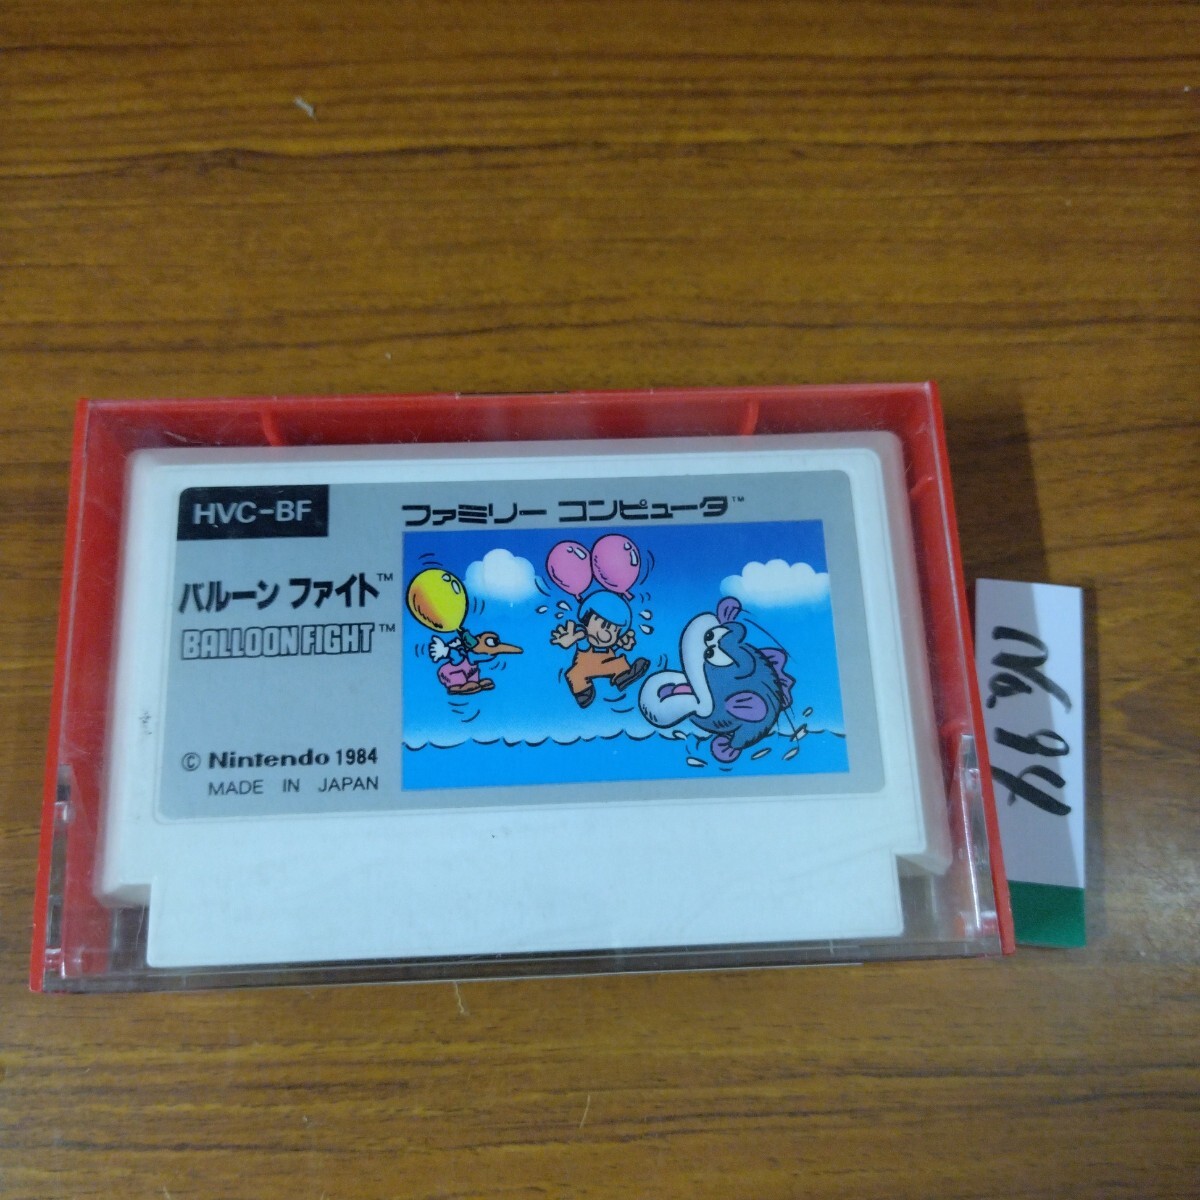 HVC-BF
ファミリー コンピュータ™
バルーン ファイト™
BALLOON FIGHT™
© Nintendo 1984
MADE IN JAPAN
No 84